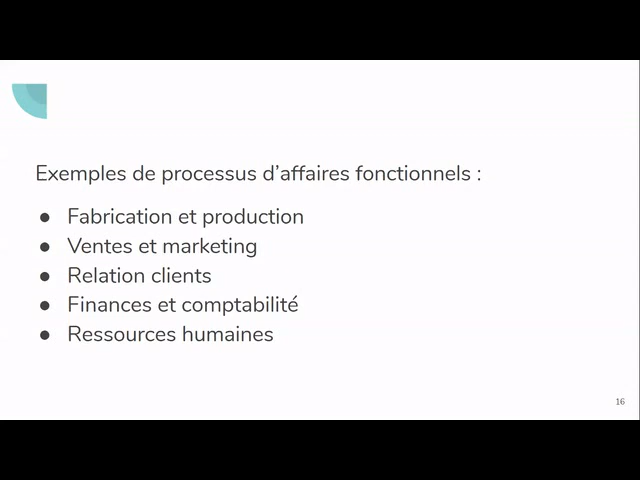 Exemples de processus d’affaires fonctionnels :
● Fabrication et production
● Ventes et marketing
● Relation clients
● Finances et comptabilité
● Ressources humaines
16